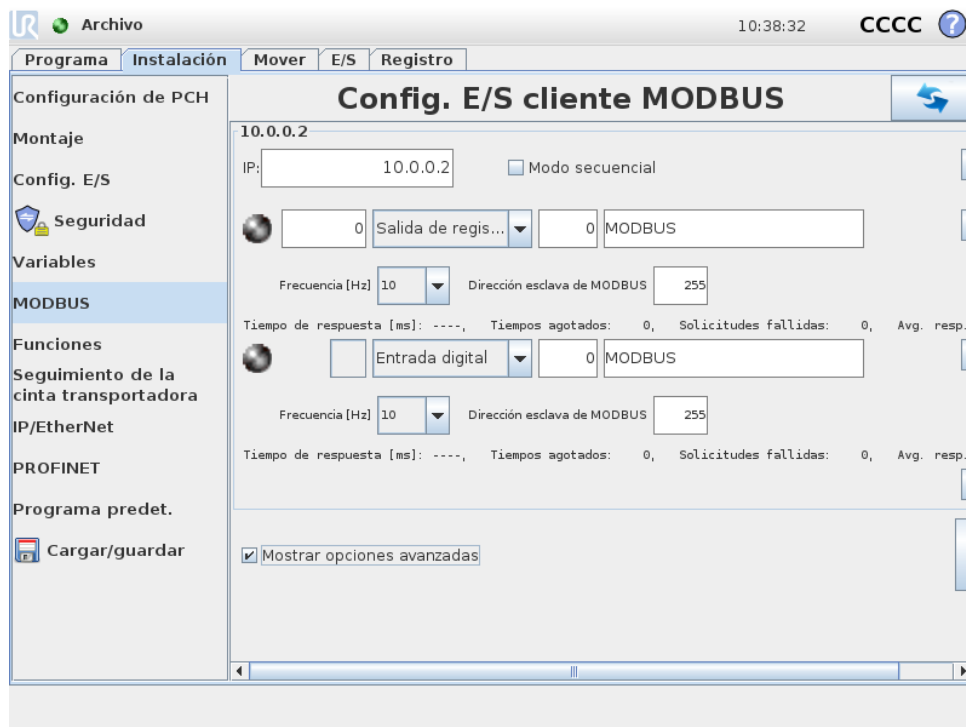 UR Archivo 10:38:32 CCCC ?
Programa Instalación Mover E/S Registro
Configuración de PCH
Montaje
Config. E/S
Seguridad
Variables
MODBUS
Funciones
Seguimiento de la
cinta transportadora
IP/EtherNet
PROFINET
Programa predet.
Cargar/guardar
Config. E/S cliente MODBUS
10.0.0.2
IP: 10.0.0.2 Modo secuencial
0 Salida de regis... 0 MODBUS
Frecuencia [Hz] 10 Dirección esclava de MODBUS 255
Tiempo de respuesta [ms]: ----, Tiempos agotados: 0, Solicitudes fallidas: 0, Avg. resp.
Entrada digital 0 MODBUS
Frecuencia [Hz] 10 Dirección esclava de MODBUS 255
Tiempo de respuesta [ms]: ----, Tiempos agotados: 0, Solicitudes fallidas: 0, Avg. resp.
Mostrar opciones avanzadas